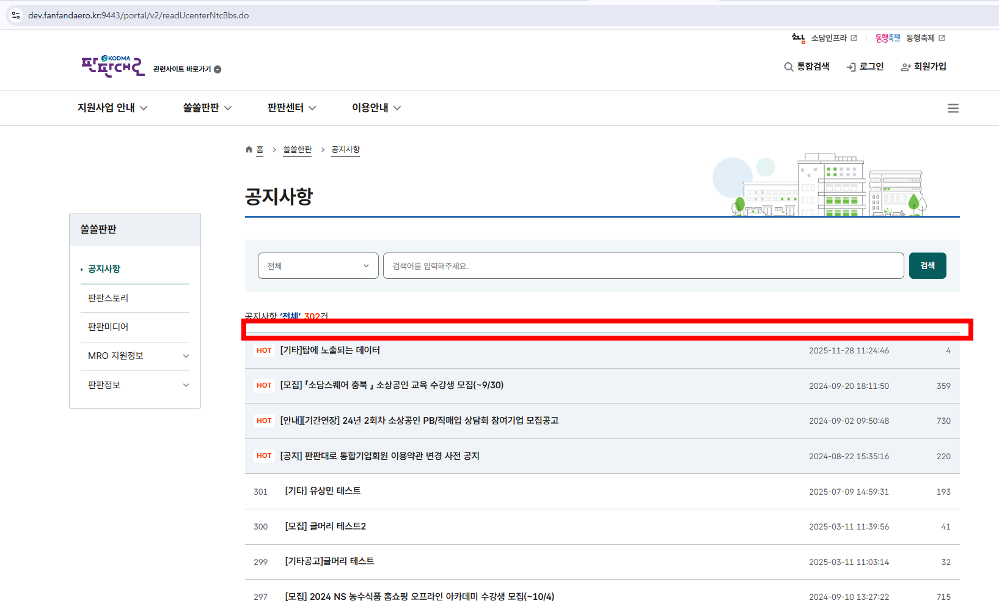 dev.fanfandaero.kr:9443/portal/v2/readUcenterNtcBbs.do
소담 소담인프라 동행축제 동행축제
KODMA
판판대로 관련사이트 바로가기
통합검색 로그인 회원가입
지원사업 안내 쏠쏠판판 판판센터 이용안내
홈 > 쏠쏠한판 > 공지사항
공지사항
쏠쏠판판
공지사항
판판스토리
판판미디어
MRO 지원정보
판판정보
전체 검색어를 입력해주세요. 검색
공지사항 ‘전체’ 302건
HOT [기타]탑에 노출되는 데이터 2025-11-28 11:24:46 4
HOT [모집] 「소담스퀘어 충북 」 소상공인 교육 수강생 모집(~9/30) 2024-09-20 18:11:50 359
HOT [안내][기간연장] 24년 2회차 소상공인 PB/직매입 상담회 참여기업 모집공고 2024-09-02 09:50:48 730
HOT [공지] 판판대로 통합기업회원 이용약관 변경 사전 공지 2024-08-22 15:35:16 220
301 [기타] 유상민 테스트 2025-07-09 14:59:31 193
300 [모집] 글머리 테스트2 2025-03-11 11:39:56 41
299 [기타공고]글머리 테스트 2025-03-11 11:03:14 32
297 [모집] 2024 NS 농수식품 홈쇼핑 오프라인 아카데미 수강생 모집(~10/4) 2024-09-10 13:27:22 715